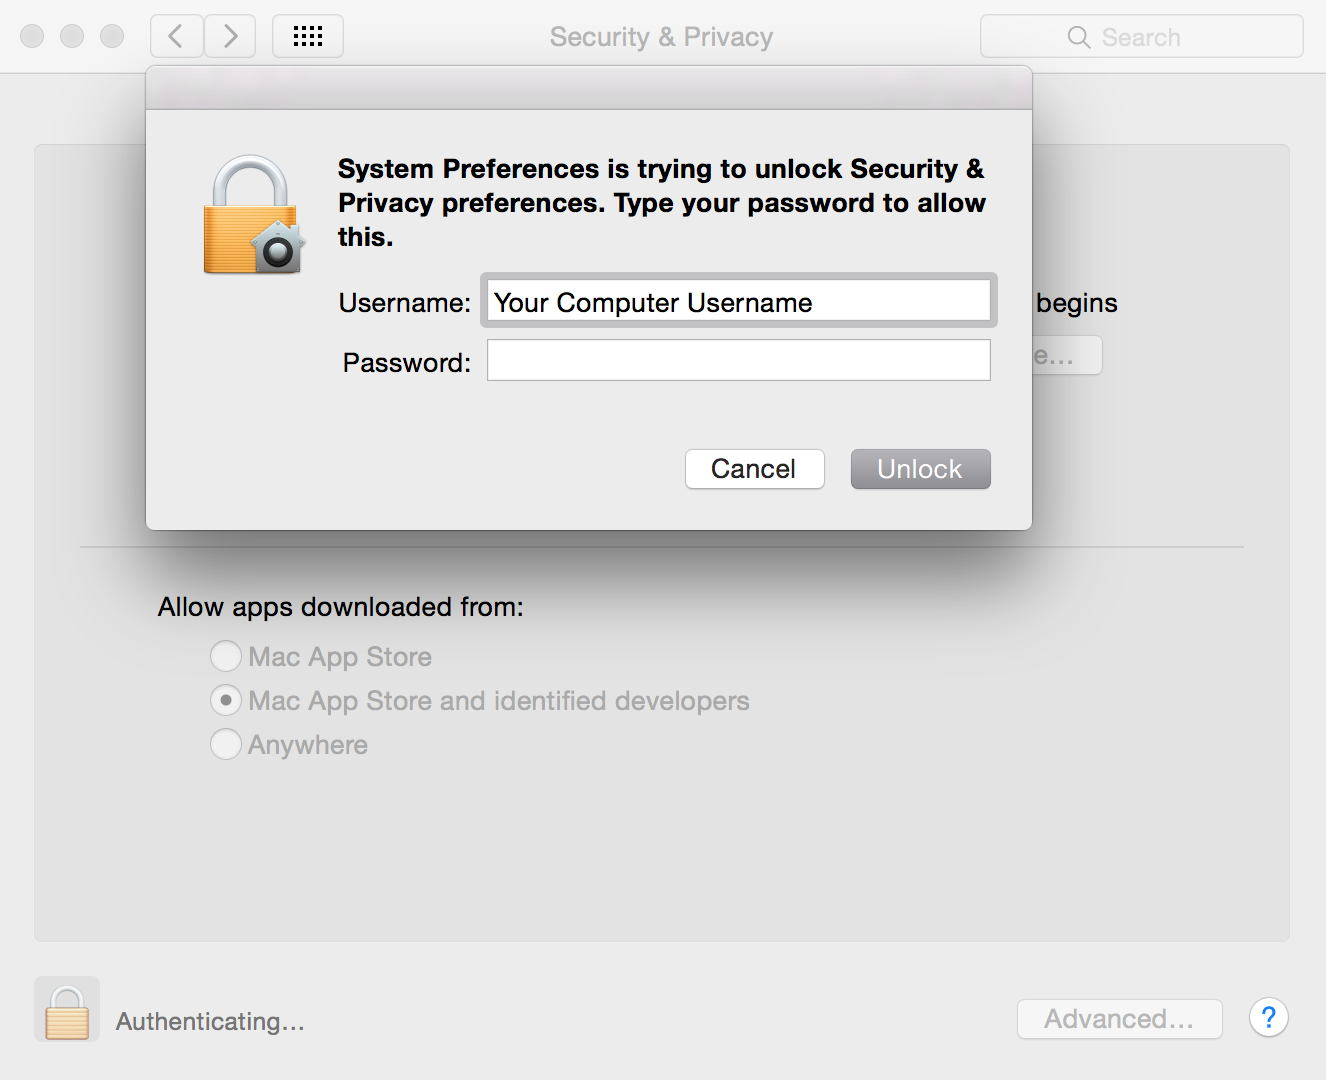 Security & Privacy
Search
System Preferences is trying to unlock Security &
Privacy preferences. Type your password to allow
this.
Username: Your Computer Username
begins
Password:
e...
Cancel
Unlock
Allow apps downloaded from:
Mac App Store
Mac App Store and identified developers
Anywhere
Authenticating...
Advanced...
?